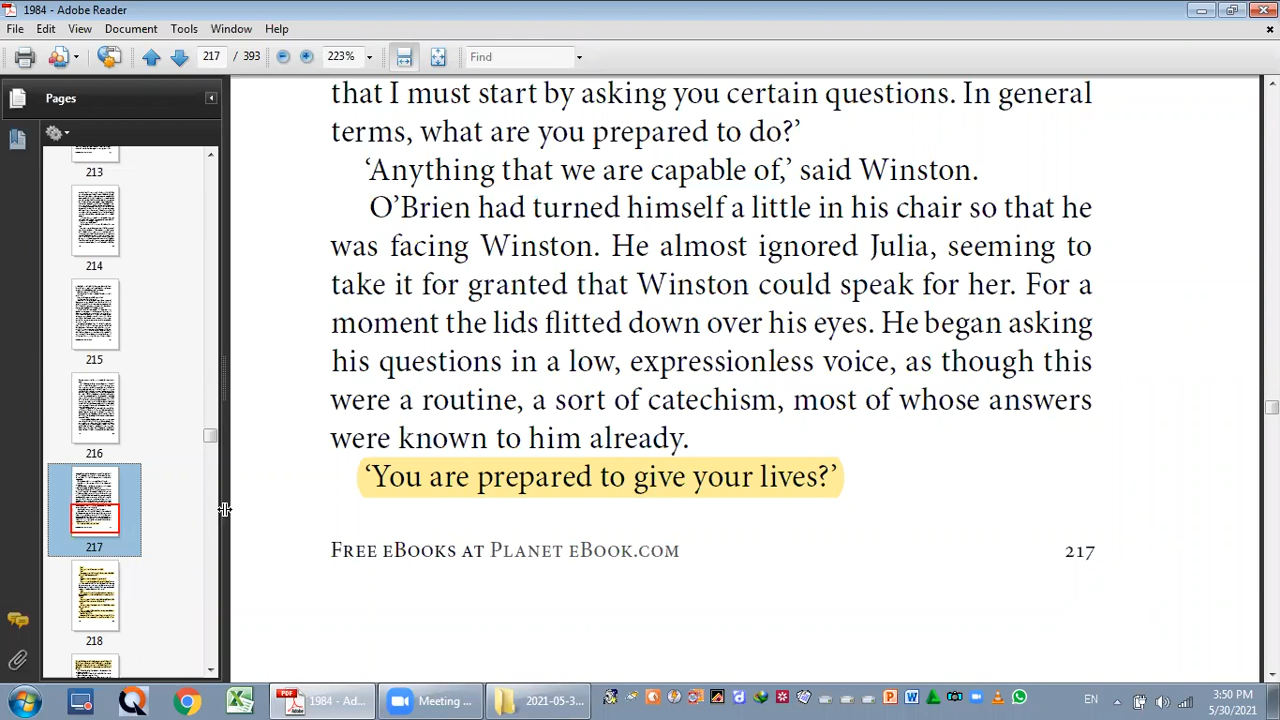 1984 - Adobe Reader
File Edit View Document Tools Window Help
217 / 393 223% Find
Pages
213
214
215
216
217
218
that I must start by asking you certain questions. In general
terms, what are you prepared to do?’
‘Anything that we are capable of,’ said Winston.
O’Brien had turned himself a little in his chair so that he
was facing Winston. He almost ignored Julia, seeming to
take it for granted that Winston could speak for her. For a
moment the lids flitted down over his eyes. He began asking
his questions in a low, expressionless voice, as though this
were a routine, a sort of catechism, most of whose answers
were known to him already.
‘You are prepared to give your lives?’
Free eBooks at Planet eBook.com 217
1984 - Ad... Meeting ... 2021-05-3... EN 3:50 PM
5/30/2021